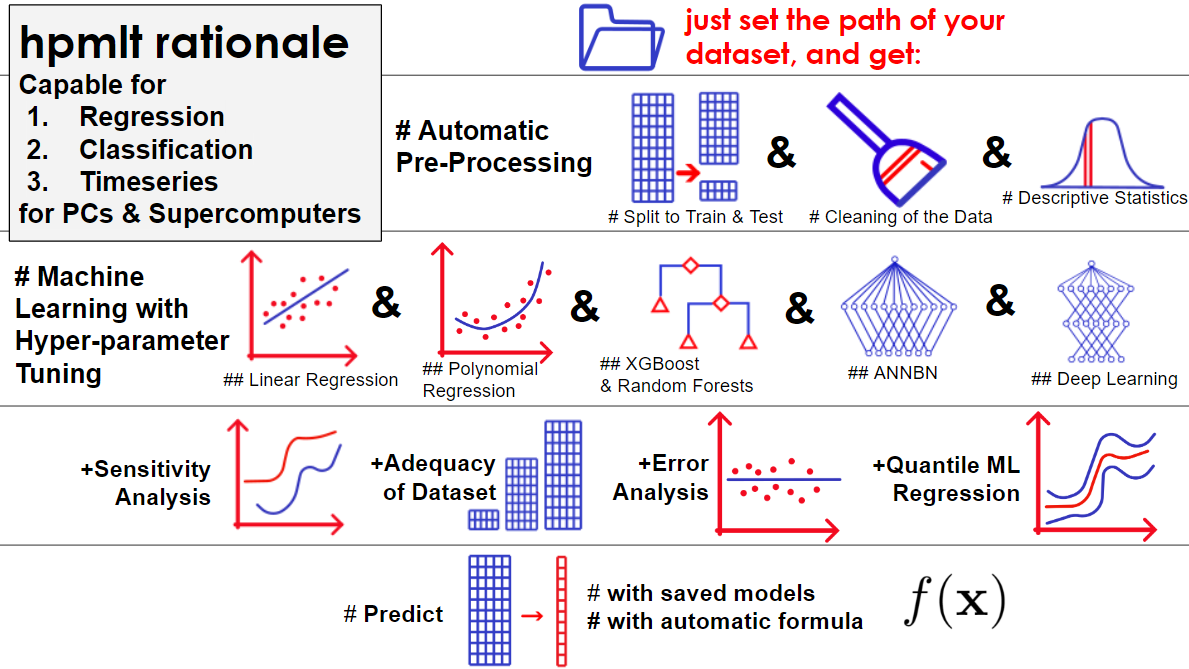 hpmlt rationale
Capable for
1. Regression
2. Classification
3. Timeseries
for PCs & Supercomputers
just set the path of your
dataset, and get:
# Automatic
Pre-Processing
&
&
# Split to Train & Test
# Cleaning of the Data
# Descriptive Statistics
# Machine
Learning with
Hyper-parameter
Tuning
&
&
&
&
## Linear Regression
## Polynomial
Regression
## XGBoost
& Random Forests
## ANNBN
## Deep Learning
+Sensitivity
Analysis
+Adequacy
of Dataset
+Error
Analysis
+Quantile ML
Regression
# Predict
# with saved models
# with automatic formula
f(x)